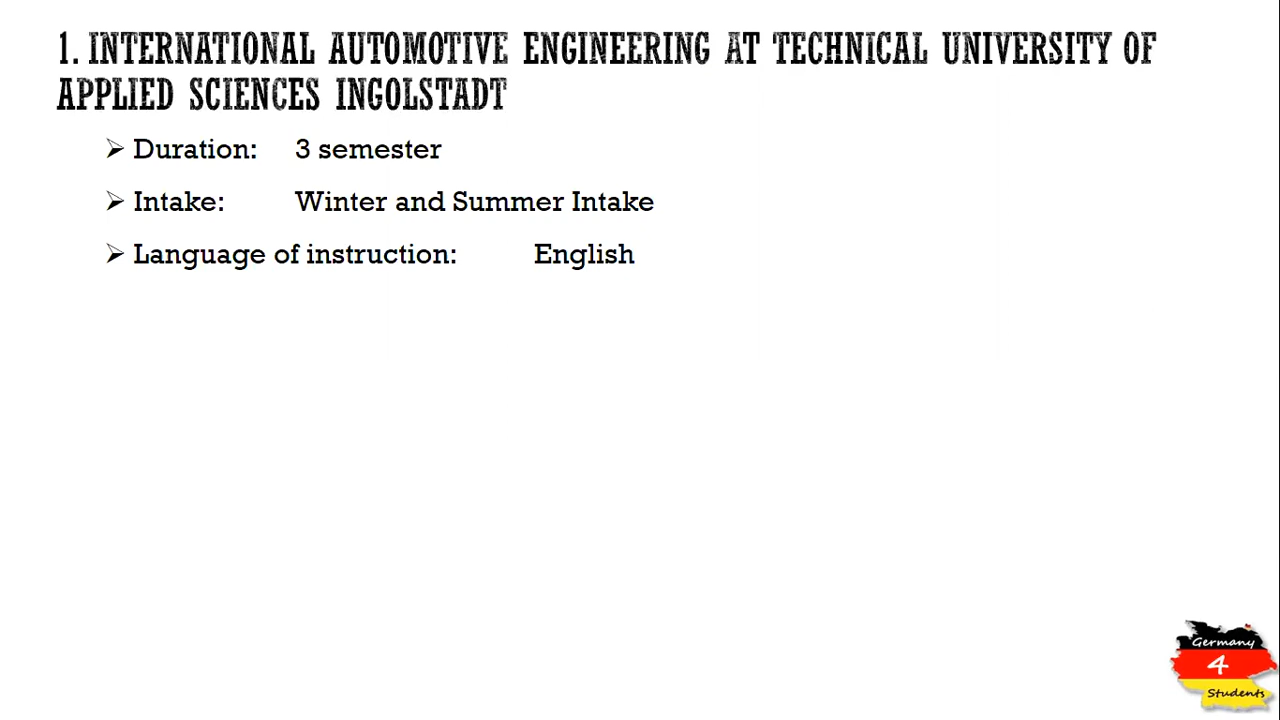 1. INTERNATIONAL AUTOMOTIVE ENGINEERING AT TECHNICAL UNIVERSITY OF
APPLIED SCIENCES INGOLSTADT
Duration: 3 semester
Intake: Winter and Summer Intake
Language of instruction: English
Germany
4
Students